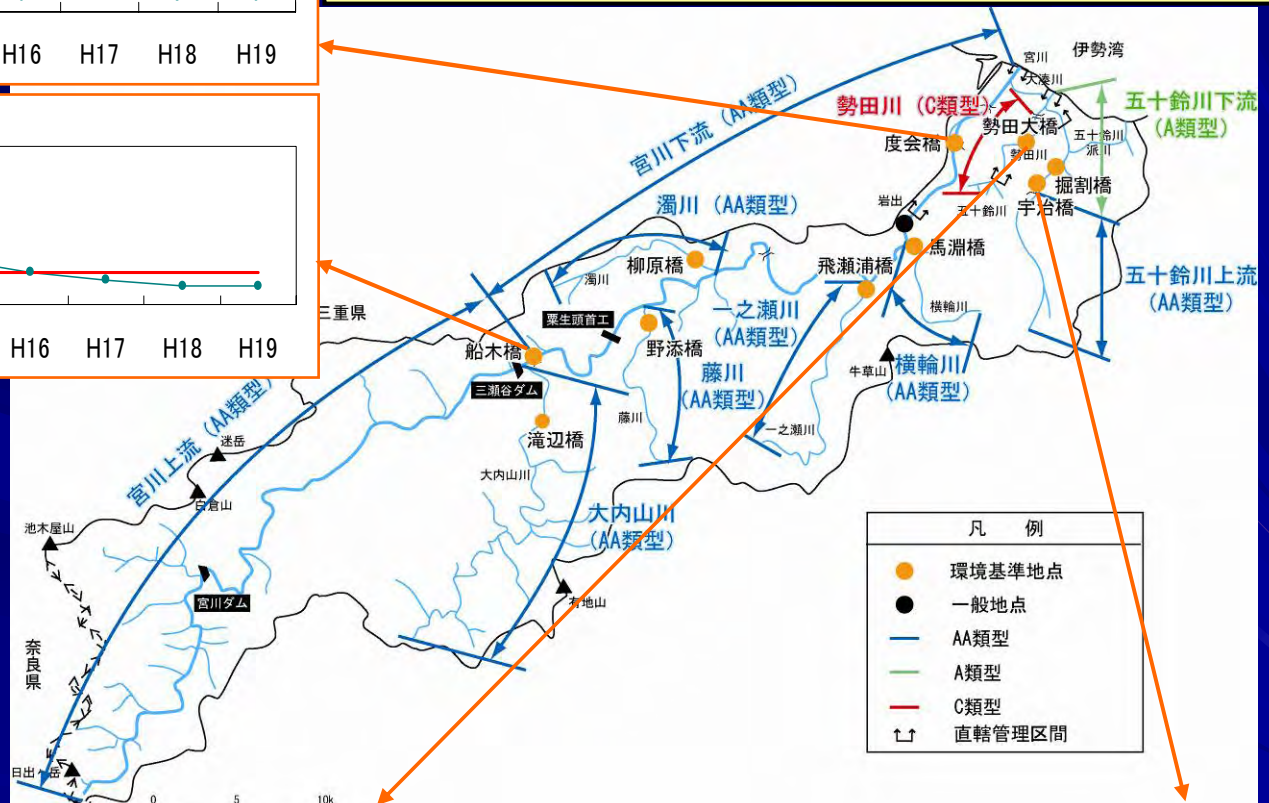 H16 H17 H18 H19
H16 H17 H18 H19
宮川
伊勢湾
大湊川
勢田川 (C類型)
五十鈴川下流
(A類型)
宮川下流 (AA類型)
度会橋
勢田大橋
五十鈴川
派川
勢田川
掘割橋
宇治橋
岩出
五十鈴川
濁川 (AA類型)
馬淵橋
柳原橋
飛瀬浦橋
五十鈴川上流
(AA類型)
濁川
一之瀬川
(AA類型)
横輪川
三重県
粟生頭首工
野添橋
船木橋
牛草山
横輪川
(AA類型)
三瀬谷ダム
藤川
(AA類型)
藤川
一之瀬川
滝辺橋
宮川上流 (AA類型)
迷岳
大内山川
白倉山
大内山川
(AA類型)
池木屋山
宮川ダム
有地山
奈良県
日出ヶ岳
0 5 10k
凡 例
環境基準地点
一般地点
AA類型
A類型
C類型
直轄管理区間